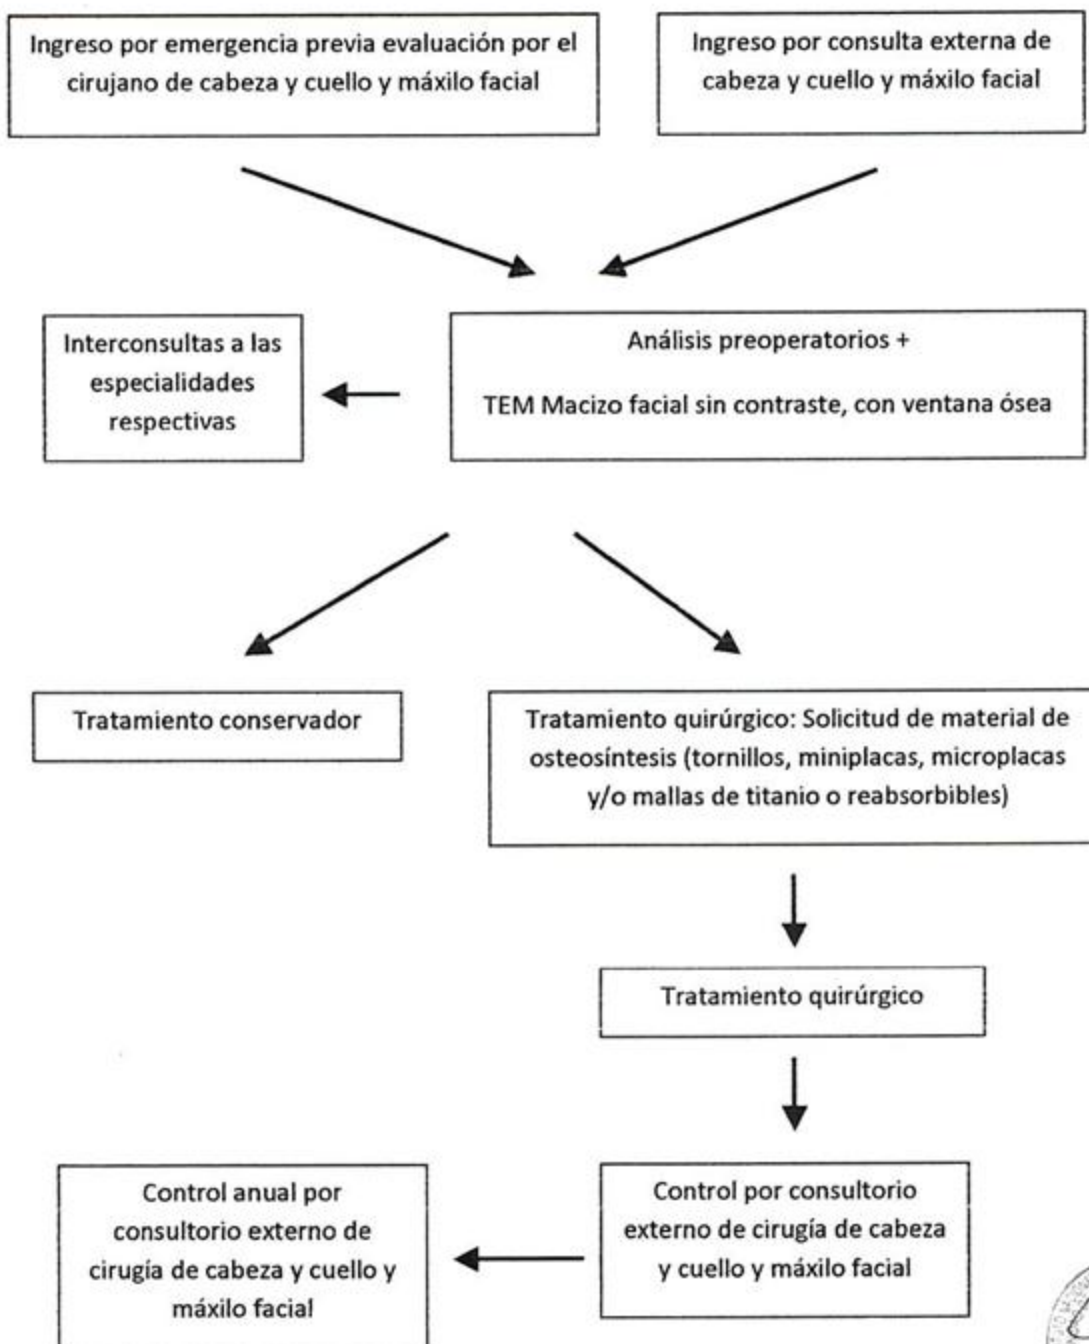 Ingreso por emergencia previa evaluación por el
cirujano de cabeza y cuello y máxilo facial
Ingreso por consulta externa de
cabeza y cuello y máxilo facial
Interconsultas a las
especialidades
respectivas
Análisis preoperatorios +
TEM Macizo facial sin contraste, con ventana ósea
Tratamiento conservador
Tratamiento quirúrgico: Solicitud de material de
osteosíntesis (tornillos, miniplacas, microplacas
y/o mallas de titanio o reabsorbibles)
Tratamiento quirúrgico
Control por consultorio
externo de cirugía de cabeza
y cuello y máxilo facial
Control anual por
consultorio externo de
cirugía de cabeza y cuello y
máxilo facial